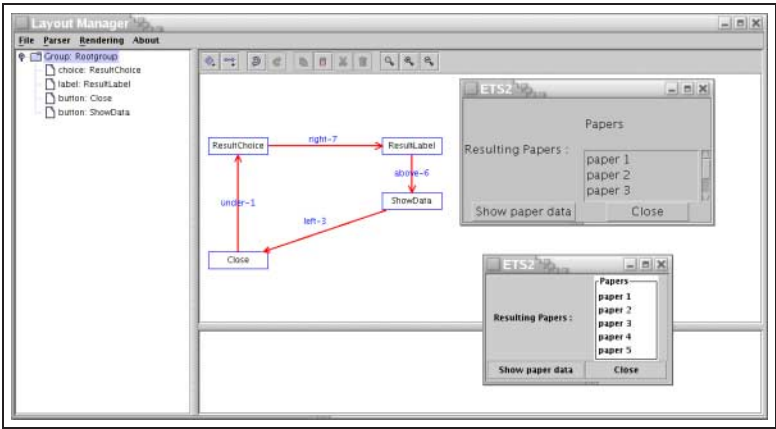 Layout Manager
File Parser Rendering About
Group: Rootgroup
choice: ResultChoice
label: ResultLabel
button: Close
button: ShowData
ResultChoice
right-7
ResultLabel
above-6
ShowData
left-3
Close
under-1
ETS2
Papers
Resulting Papers :
paper 1
paper 2
paper 3
Show paper data
Close
ETS2
Papers
paper 1
paper 2
Resulting Papers :
paper 3
paper 4
paper 5
Show paper data
Close